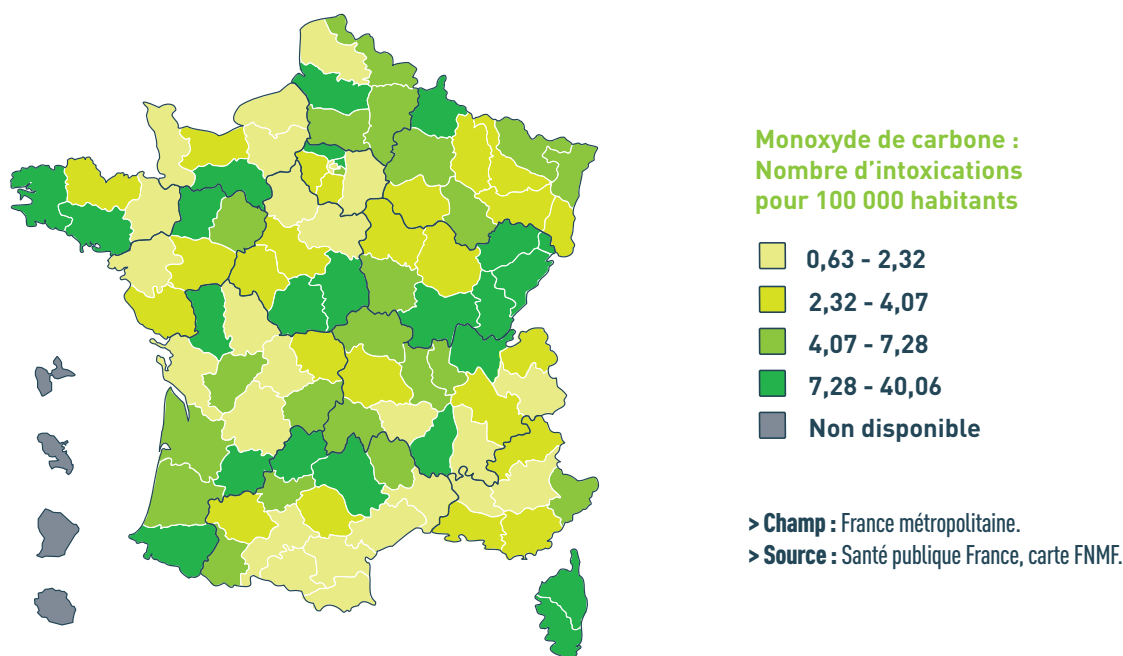 Monoxyde de carbone :
Nombre d’intoxications
pour 100 000 habitants
0,63 - 2,32
2,32 - 4,07
4,07 - 7,28
7,28 - 40,06
Non disponible
> Champ : France métropolitaine.
> Source : Santé publique France, carte FNMF.